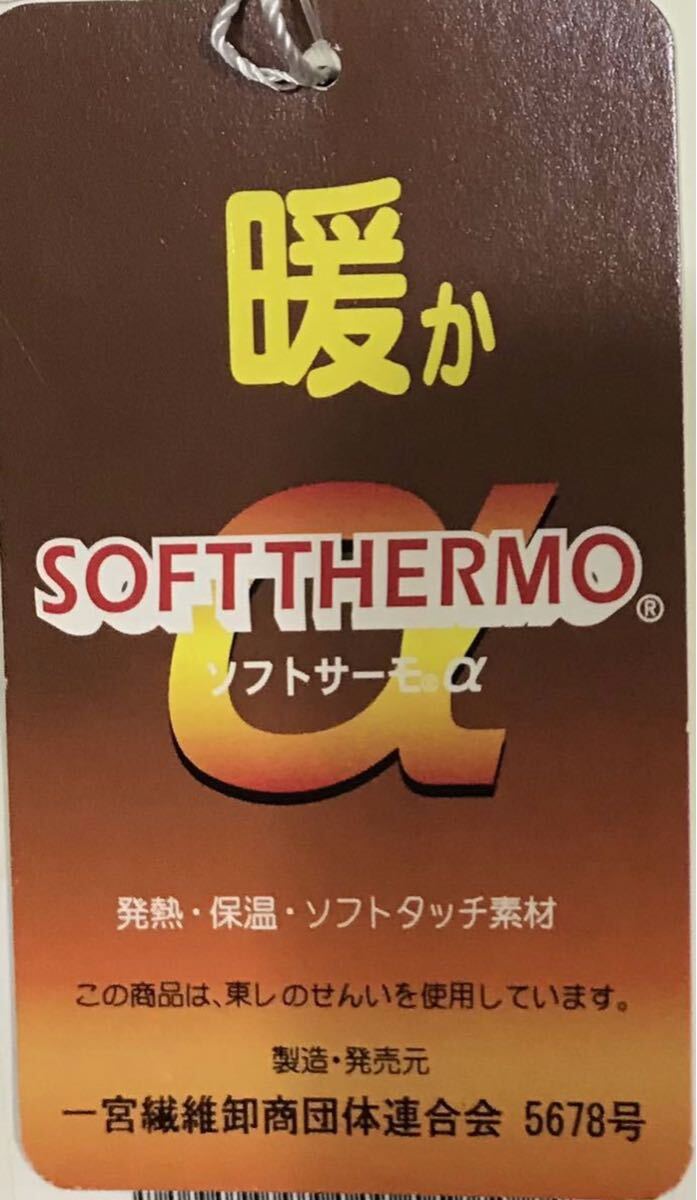 暖か
SOFT THERMO®
ソフトサーモ®α
発熱・保温・ソフトタッチ素材
この商品は、東レのせんいを使用しています。
製造・発売元
一宮繊維卸商団体連合会 5678号